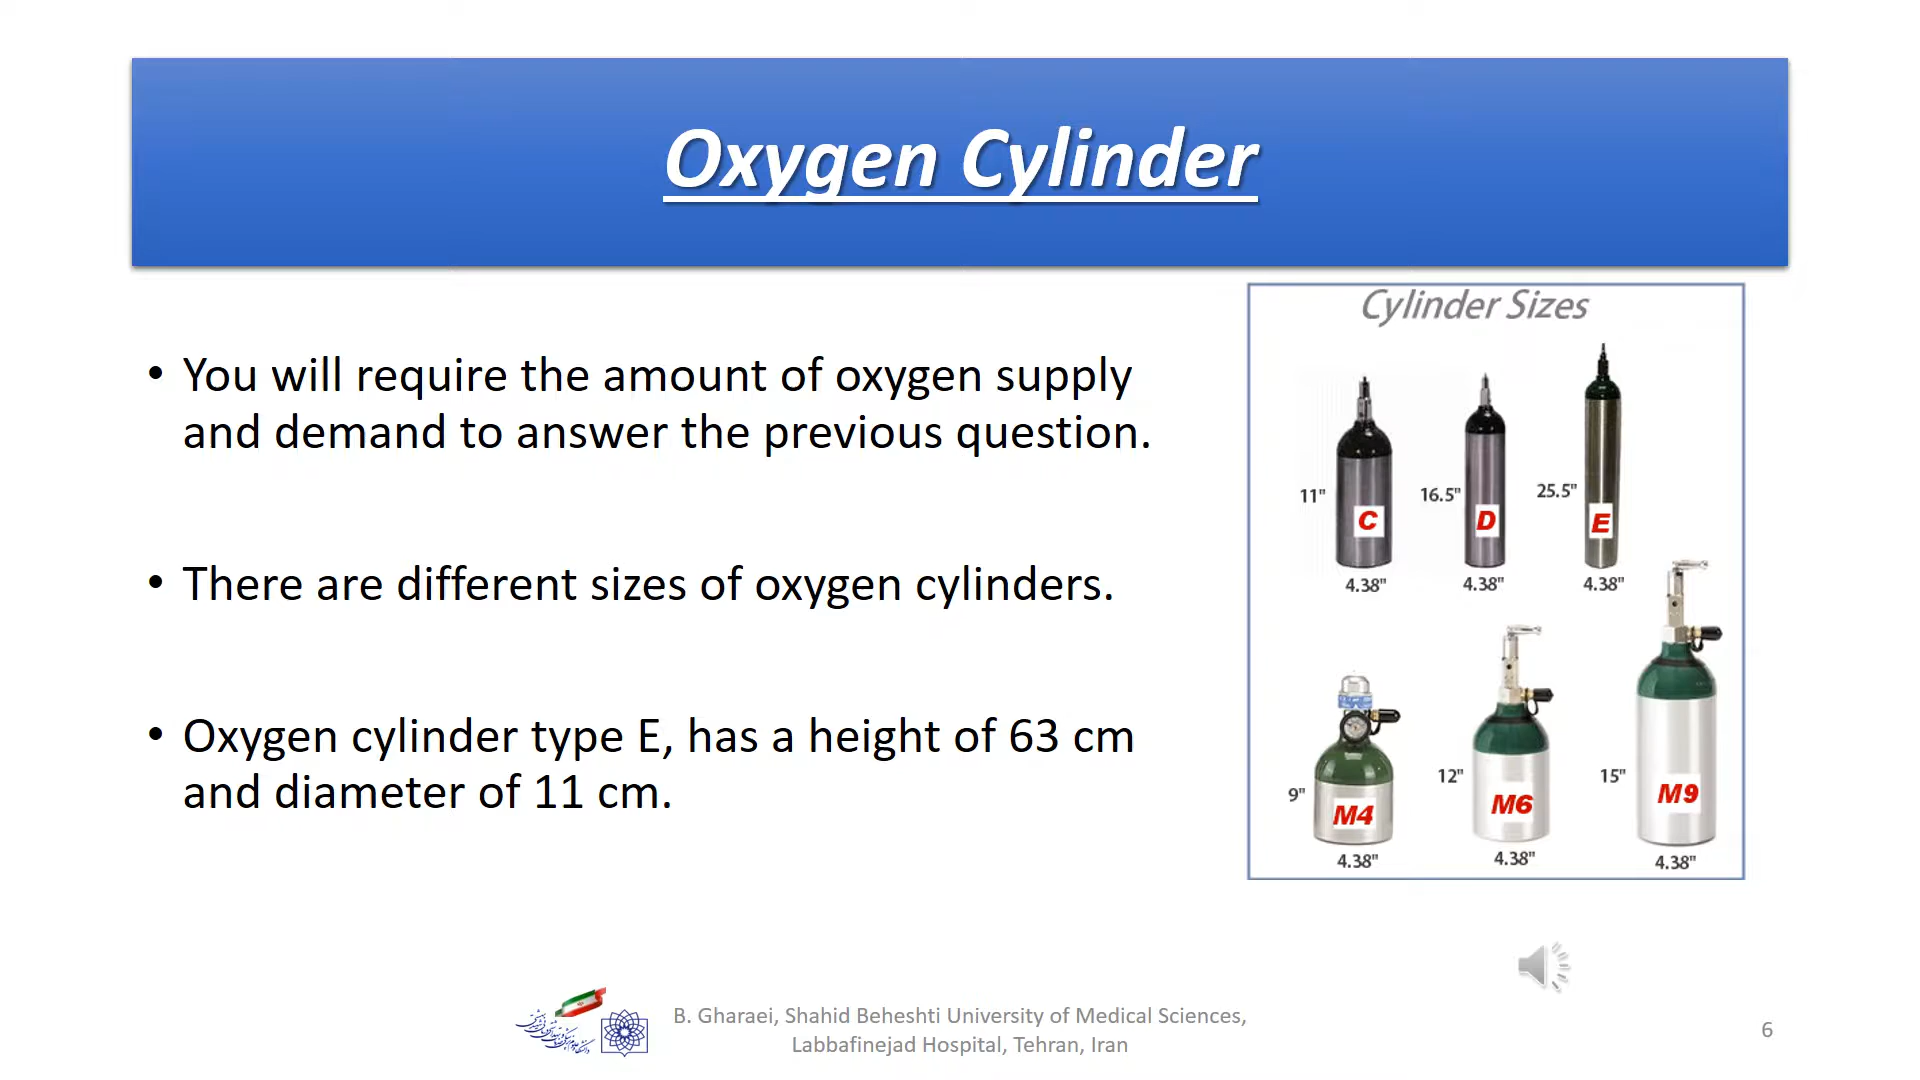 Oxygen Cylinder
• You will require the amount of oxygen supply
and demand to answer the previous question.
• There are different sizes of oxygen cylinders.
• Oxygen cylinder type E, has a height of 63 cm
and diameter of 11 cm.
Cylinder Sizes
11" C 16.5" D 25.5" E
4.38" 4.38" 4.38"
9" M4 12" M6 15" M9
4.38" 4.38" 4.38"
B. Gharaei, Shahid Beheshti University of Medical Sciences,
Labbafinejad Hospital, Tehran, Iran
6